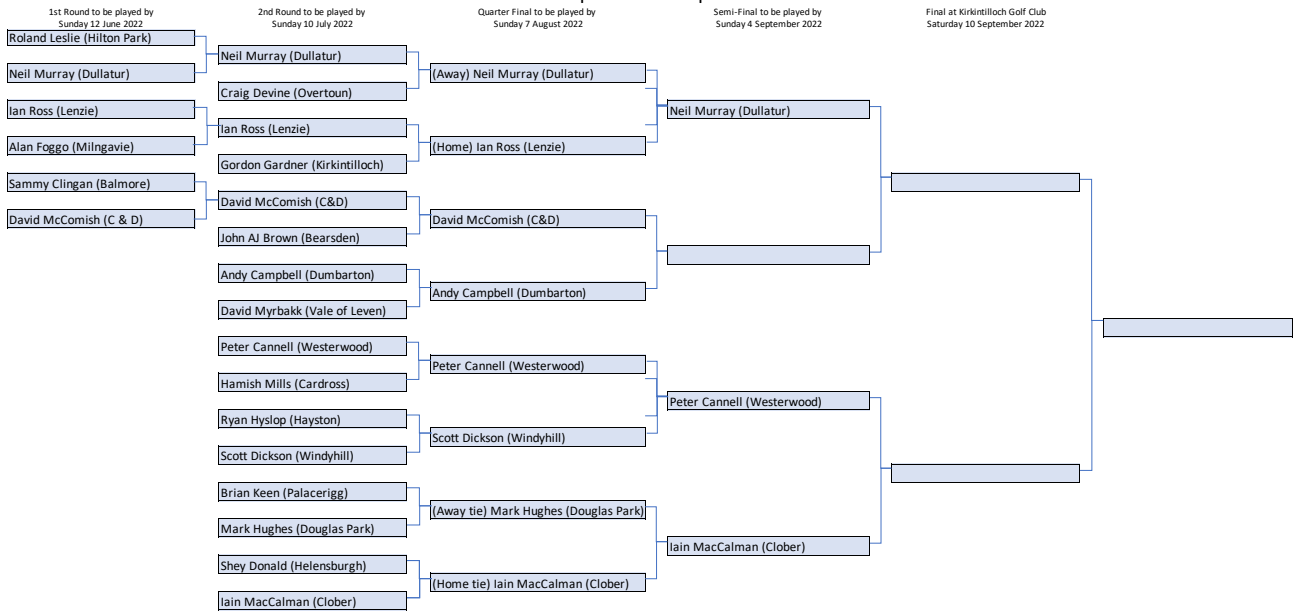 1st Round to be played by
Sunday 12 June 2022
2nd Round to be played by
Sunday 10 July 2022
Quarter Final to be played by
Sunday 7 August 2022
Semi-Final to be played by
Sunday 4 September 2022
Final at Kirkintilloch Golf Club
Saturday 10 September 2022
Roland Leslie (Hilton Park)
Neil Murray (Dullatur)
Ian Ross (Lenzie)
Alan Foggo (Milngavie)
Sammy Clingan (Balmore)
David McComish (C & D)
Neil Murray (Dullatur)
Craig Devine (Overtoun)
Ian Ross (Lenzie)
Gordon Gardner (Kirkintilloch)
David McComish (C&D)
John AJ Brown (Bearsden)
Andy Campbell (Dumbarton)
David Myrbakk (Vale of Leven)
Peter Cannell (Westerwood)
Hamish Mills (Cardross)
Ryan Hyslop (Hayston)
Scott Dickson (Windyhill)
Brian Keen (Palacerigg)
Mark Hughes (Douglas Park)
Shey Donald (Helensburgh)
Iain MacCalman (Clober)
(Away) Neil Murray (Dullatur)
(Home) Ian Ross (Lenzie)
David McComish (C&D)
Andy Campbell (Dumbarton)
Peter Cannell (Westerwood)
Scott Dickson (Windyhill)
(Away tie) Mark Hughes (Douglas Park)
(Home tie) Iain MacCalman (Clober)
Neil Murray (Dullatur)
Peter Cannell (Westerwood)
Iain MacCalman (Clober)